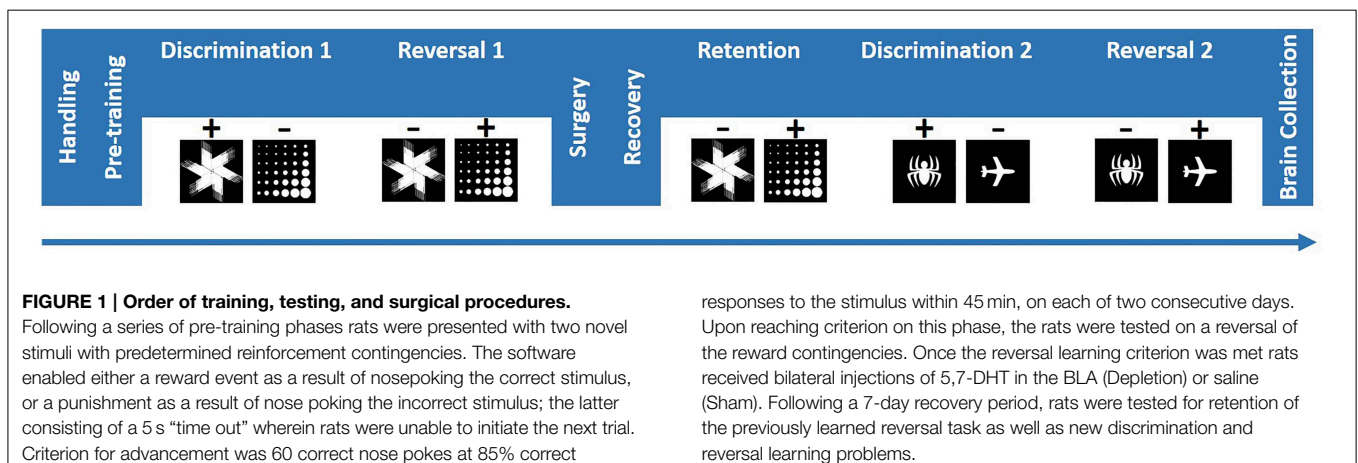 Handling
Pre-training
Discrimination 1
Reversal 1
Surgery
Recovery
Retention
Discrimination 2
Reversal 2
Brain Collection
+ -
- +
- +
+ -
- +
FIGURE 1 | Order of training, testing, and surgical procedures.
Following a series of pre-training phases rats were presented with two novel
stimuli with predetermined reinforcement contingencies. The software
enabled either a reward event as a result of nosepoking the correct stimulus,
or a punishment as a result of nose poking the incorrect stimulus; the latter
consisting of a 5 s “time out” wherein rats were unable to initiate the next trial.
Criterion for advancement was 60 correct nose pokes at 85% correct
responses to the stimulus within 45 min, on each of two consecutive days.
Upon reaching criterion on this phase, the rats were tested on a reversal of
the reward contingencies. Once the reversal learning criterion was met rats
received bilateral injections of 5,7-DHT in the BLA (Depletion) or saline
(Sham). Following a 7-day recovery period, rats were tested for retention of
the previously learned reversal task as well as new discrimination and
reversal learning problems.